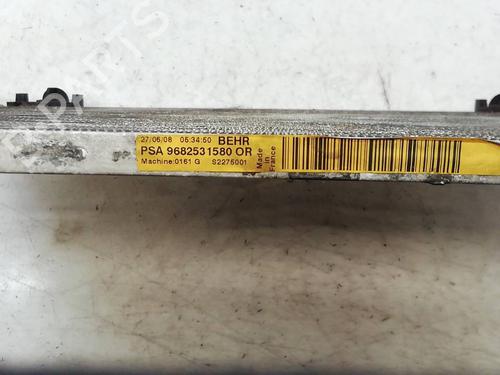 27/06/08 05:34:50 BEHR
PSA 9682531580 OR
Machine:0161 G S2275001
Made
in
France